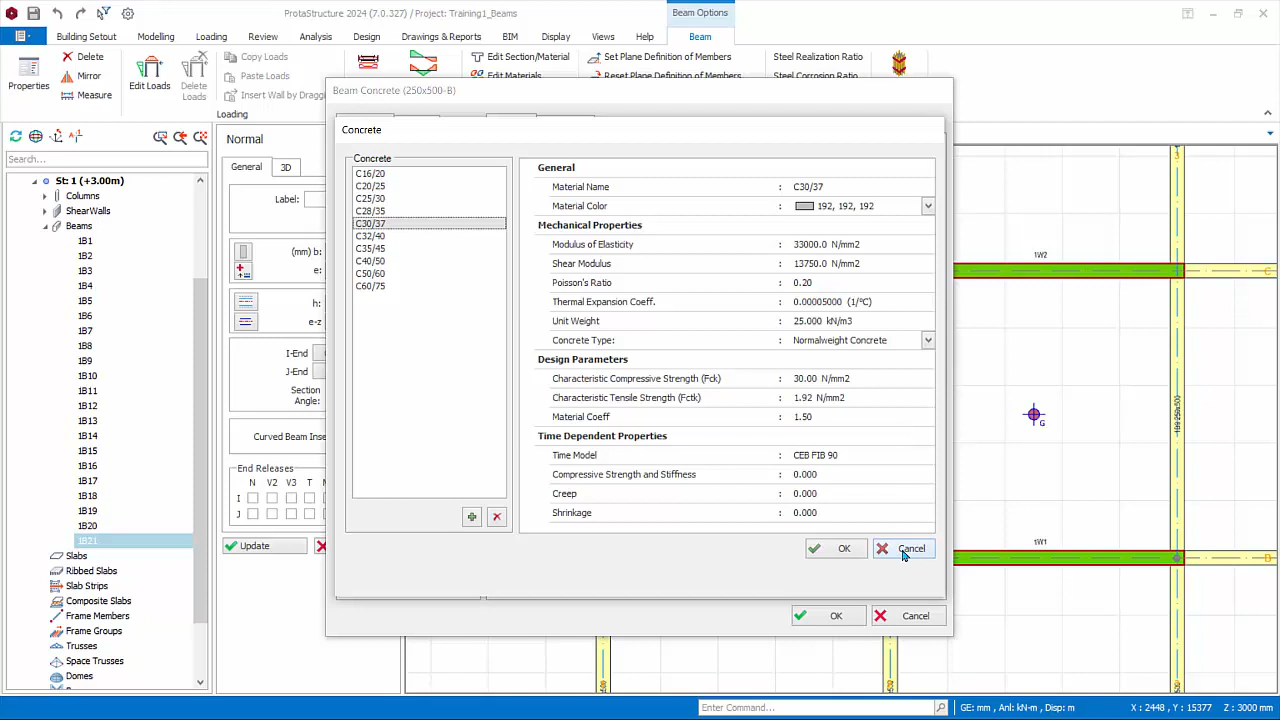 ProtaStructure 2024 (7.0.327) / Project: Training1_Beams
Beam Options
Building Setout Modelling Loading Review Analysis Design Drawings & Reports BIM Display Views Help Beam
Properties
Delete
Mirror
Measure
Edit Loads
Delete Loads
Copy Loads
Paste Loads
Insert Wall by Draggi
Loading
Edit Section/Material
Edit Materials
Set Plane Definition of Members
Reset Plane Definition of Members
Steel Realization Ratio
Steel Corrosion Ratio
Search...
St: 1 (+3.00m)
Columns
ShearWalls
Beams
1B1
1B2
1B3
1B4
1B5
1B6
1B7
1B8
1B9
1B10
1B11
1B12
1B13
1B14
1B15
1B16
1B17
1B18
1B19
1B20
1B21
Slabs
Ribbed Slabs
Slab Strips
Composite Slabs
Frame Members
Frame Groups
Trusses
Space Trusses
Domes
Normal
General 3D
Label:
(mm) b:
e:
h:
e-z
I-End
J-End
Section
Angle:
Curved Beam Inse
End Releases
N V2 V3 T
I
J
Update
Beam Concrete (250x500-B)
Concrete
Concrete
C16/20
C20/25
C25/30
C28/35
C30/37
C32/40
C35/45
C40/50
C50/60
C60/75
General
Material Name : C30/37
Material Color : 192, 192, 192
Mechanical Properties
Modulus of Elasticity : 33000.0 N/mm2
Shear Modulus : 13750.0 N/mm2
Poisson's Ratio : 0.20
Thermal Expansion Coeff. : 0.00005000 (1/°C)
Unit Weight : 25.000 kN/m3
Concrete Type: : Normalweight Concrete
Design Parameters
Characteristic Compressive Strength (Fck) : 30.00 N/mm2
Characteristic Tensile Strength (Fctk) : 1.92 N/mm2
Material Coeff : 1.50
Time Dependent Properties
Time Model : CEB FIB 90
Compressive Strength and Stiffness : 0.000
Creep : 0.000
Shrinkage : 0.000
OK Cancel
OK Cancel
3
1W2
C
G
1W1
Enter Command...
GE: mm , Anl: kN-m , Disp: m
X : 2448 , Y : 15377
Z : 3000 mm